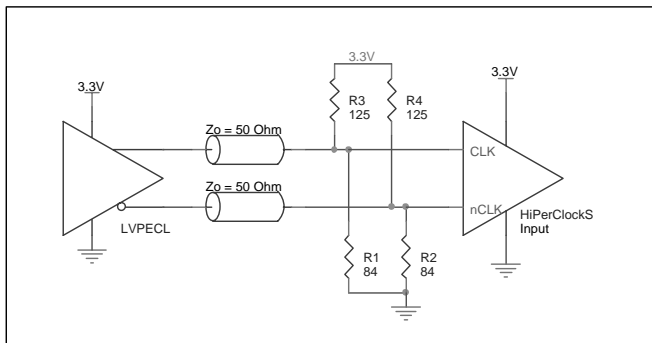 3.3V
3.3V
3.3V
R3
125
R4
125
Zo = 50 Ohm
CLK
Zo = 50 Ohm
nCLK
HiPerClockS
Input
LVPECL
R1
84
R2
84